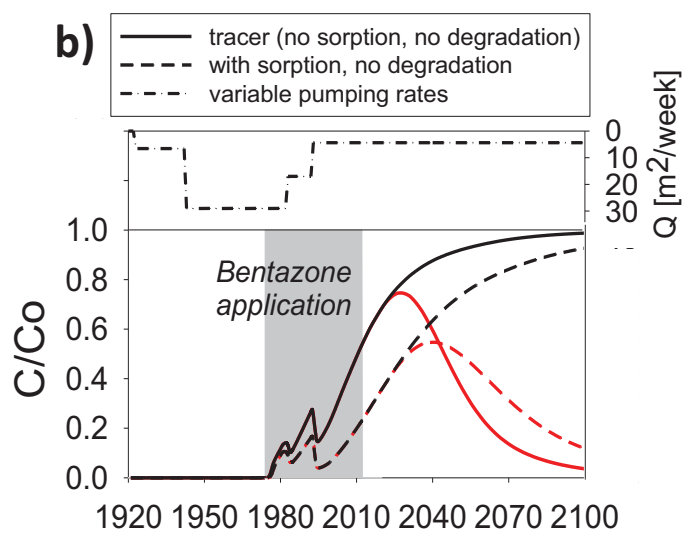 b)
tracer (no sorption, no degradation)
with sorption, no degradation
variable pumping rates
0
10
20
30
Q [m2/week]
1.0
0.8
0.6
0.4
0.2
0.0
C/Co
Bentazone
application
1920 1950 1980 2010 2040 2070 2100